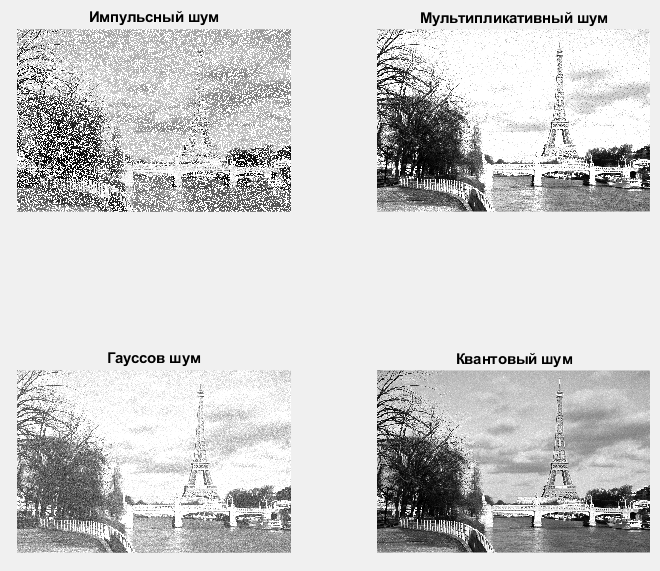 Импульсный шум
Мультипликативный шум
Гауссов шум
Квантовый шум